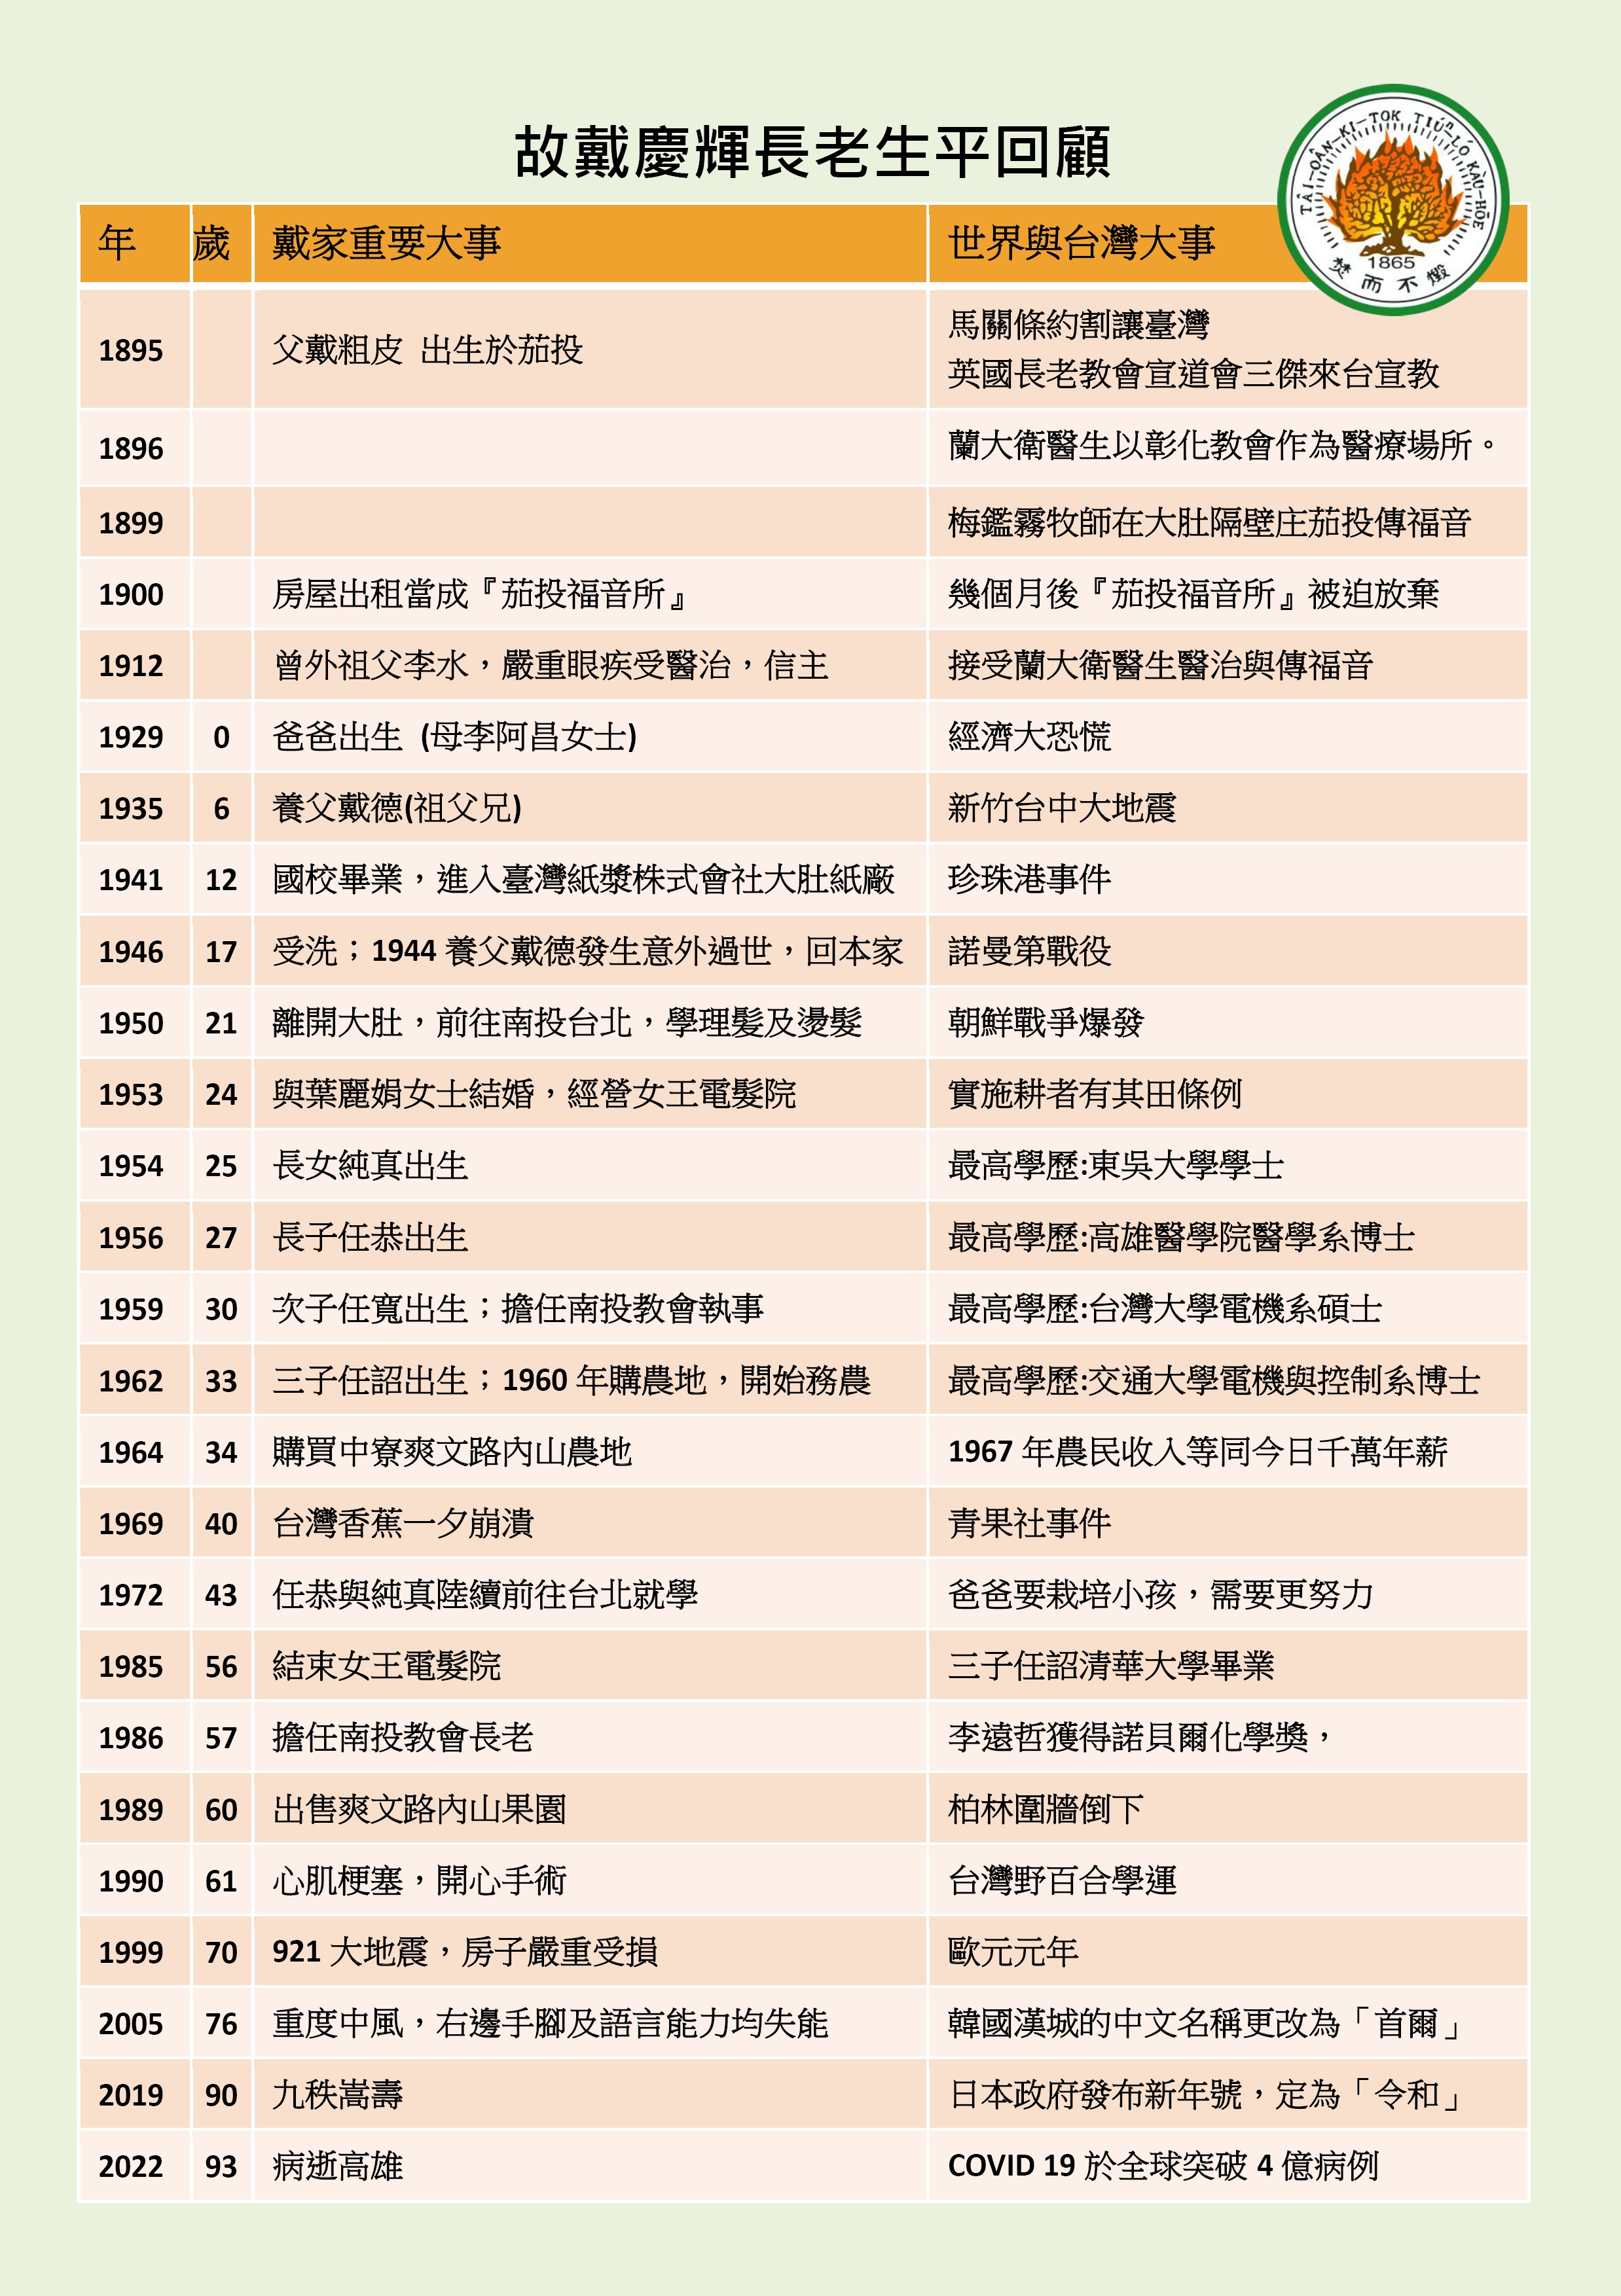 故戴慶輝長老生平回顧
TÂI-OÂN KI-TOK TIÚⁿ-LÓ KÀU-HŌE
1865
焚而不燬
年 歲 戴家重要大事 世界與台灣大事
1895 父戴粗皮 出生於茄投 馬關條約割讓臺灣
英國長老教會宣道會三傑來台宣教
1896 蘭大衛醫生以彰化教會作為醫療場所。
1899 梅鑑霧牧師在大肚隔壁庄茄投傳福音
1900 房屋出租當成『茄投福音所』 幾個月後『茄投福音所』被迫放棄
1912 曾外祖父李水，嚴重眼疾受醫治，信主 接受蘭大衛醫生醫治與傳福音
1929 0 爸爸出生 (母李阿昌女士) 經濟大恐慌
1935 6 養父戴德(祖父兄) 新竹台中大地震
1941 12 國校畢業，進入臺灣紙漿株式會社大肚紙廠 珍珠港事件
1946 17 受洗；1944 養父戴德發生意外過世，回本家 諾曼第戰役
1950 21 離開大肚，前往南投台北，學理髮及燙髮 朝鮮戰爭爆發
1953 24 與葉麗娟女士結婚，經營女王電髮院 實施耕者有其田條例
1954 25 長女純真出生 最高學歷:東吳大學學士
1956 27 長子任恭出生 最高學歷:高雄醫學院醫學系博士
1959 30 次子任寬出生；擔任南投教會執事 最高學歷:台灣大學電機系碩士
1962 33 三子任詔出生；1960 年購農地，開始務農 最高學歷:交通大學電機與控制系博士
1964 34 購買中寮爽文路內山農地 1967 年農民收入等同今日千萬年薪
1969 40 台灣香蕉一夕崩潰 青果社事件
1972 43 任恭與純真陸續前往台北就學 爸爸要栽培小孩，需要更努力
1985 56 結束女王電髮院 三子任詔清華大學畢業
1986 57 擔任南投教會長老 李遠哲獲得諾貝爾化學獎，
1989 60 出售爽文路內山果園 柏林圍牆倒下
1990 61 心肌梗塞，開心手術 台灣野百合學運
1999 70 921 大地震，房子嚴重受損 歐元元年
2005 76 重度中風，右邊手腳及語言能力均失能 韓國漢城的中文名稱更改為「首爾」
2019 90 九秩嵩壽 日本政府發布新年號，定為「令和」
2022 93 病逝高雄 COVID 19 於全球突破 4 億病例